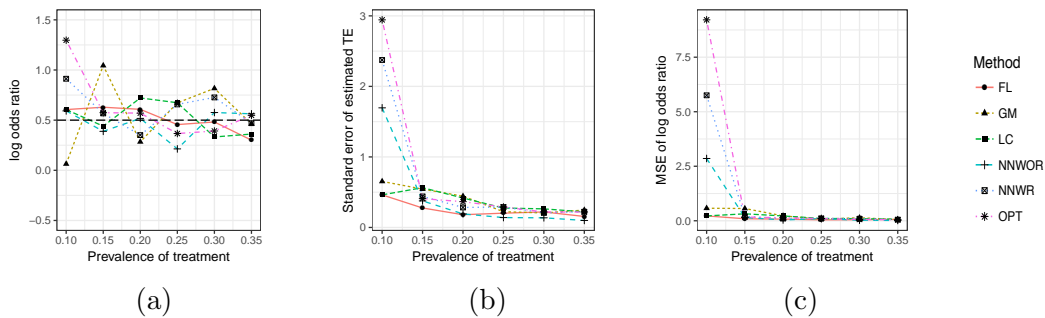 log odds ratio
1.5
1.0
0.5
0.0
−0.5
0.10 0.15 0.20 0.25 0.30 0.35
Prevalence of treatment
(a)
Standard error of estimated TE
3
2
1
0
0.10 0.15 0.20 0.25 0.30 0.35
Prevalence of treatment
(b)
MSE of log odds ratio
7.5
5.0
2.5
0.0
0.10 0.15 0.20 0.25 0.30 0.35
Prevalence of treatment
(c)
Method
FL
GM
LC
NNWOR
NNWR
OPT